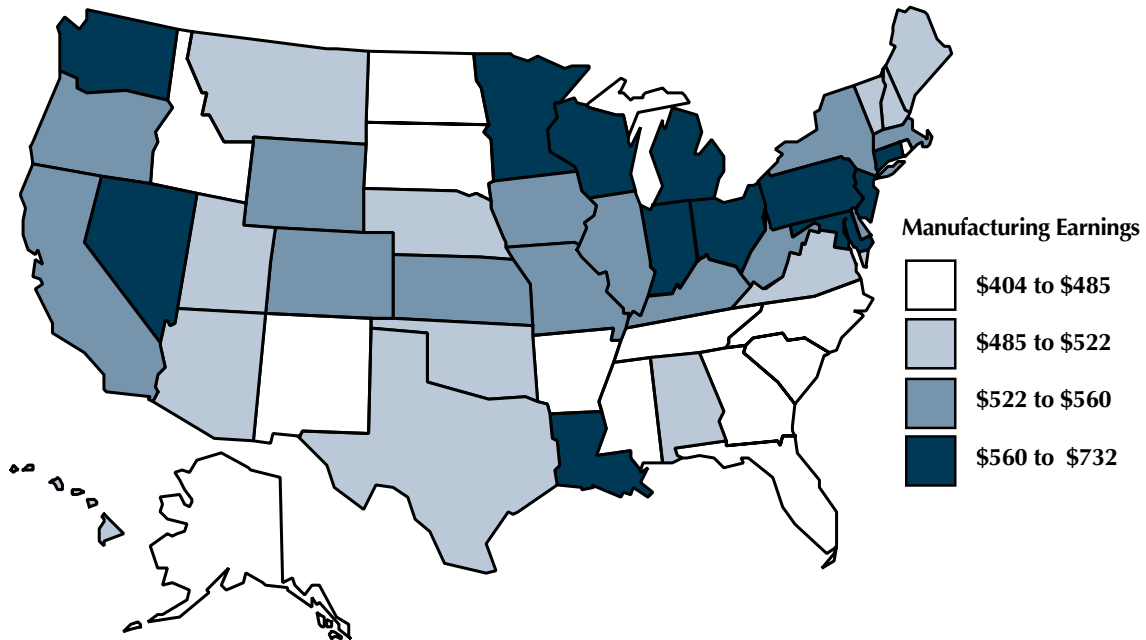 Manufacturing Earnings
$404 to $485
$485 to $522
$522 to $560
$560 to $732